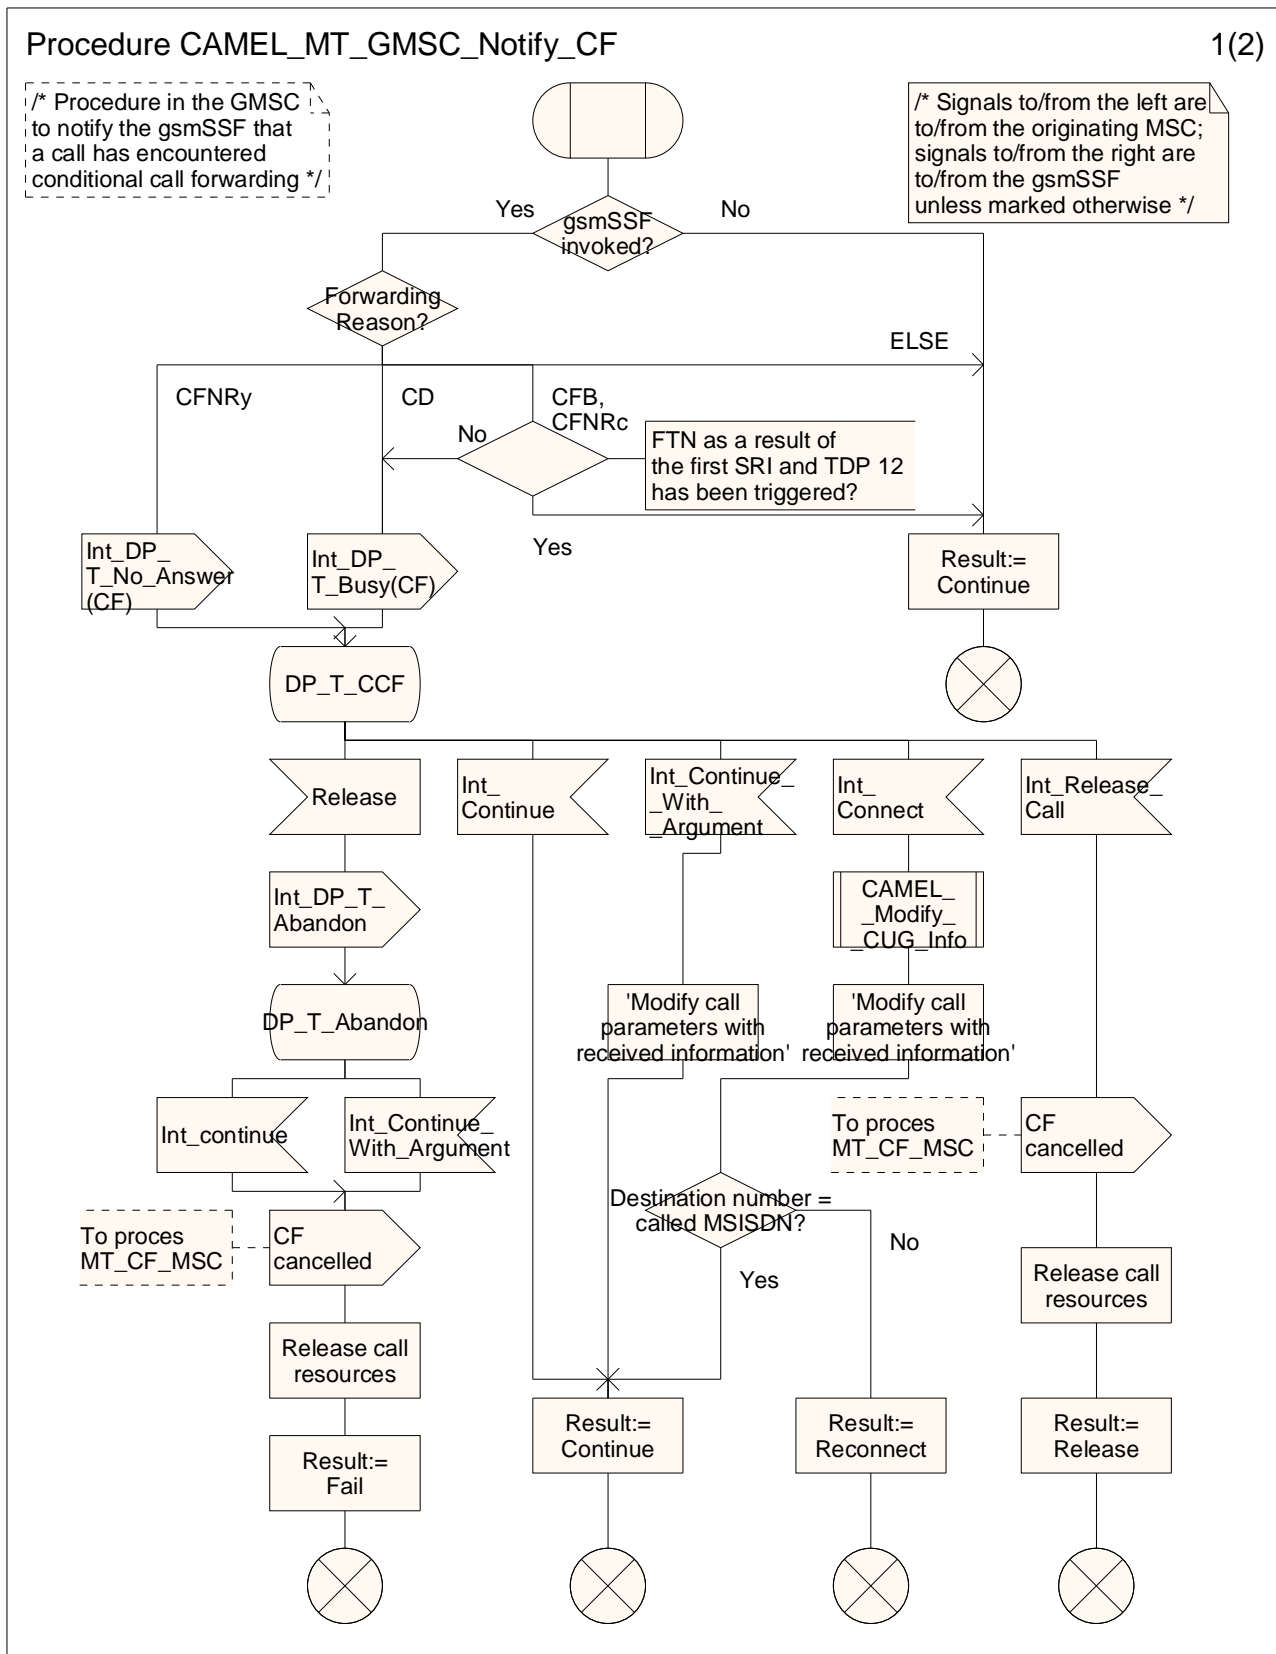 Procedure CAMEL_MT_GMSC_Notify_CF
1(2)
/* Procedure in the GMSC
to notify the gsmSSF that
a call has encountered
conditional call forwarding */
/* Signals to/from the left are
to/from the originating MSC;
signals to/from the right are
to/from the gsmSSF
unless marked otherwise */
Yes
gsmSSF
invoked?
No
Forwarding
Reason?
ELSE
CFNRy
CD
CFB,
CFNRc
No
FTN as a result of
the first SRI and TDP 12
has been triggered?
Yes
Int_DP_
T_No_Answer
(CF)
Int_DP_
T_Busy(CF)
Result:=
Continue
DP_T_CCF
Release
Int_
Continue
Int_Continue_
_With_
_Argument
Int_
Connect
Int_Release_
Call
Int_DP_T_
Abandon
CAMEL_
_Modify_
_CUG_Info
DP_T_Abandon
'Modify call
parameters with
received information'
'Modify call
parameters with
received information'
Int_continue
Int_Continue_
With_Argument
To proces
MT_CF_MSC
CF
cancelled
Destination number =
called MSISDN?
No
Yes
To proces
MT_CF_MSC
CF
cancelled
Release call
resources
Release call
resources
Result:=
Continue
Result:=
Reconnect
Result:=
Release
Result:=
Fail